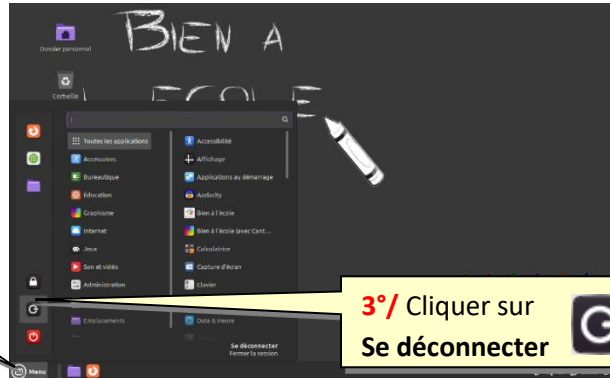 BIEN A
Dossier personnel
Corbeille
L ECOLE
Toutes les applications
Accessoires
Bureautique
Education
Graphisme
Internet
Jeux
Son et vidéo
Administration
Emplacements
Accessibilité
Affichage
Applications au démarrage
Audacity
Bien à l'école
Bien à l'école (avec Cant...
Calculatrice
Capture d'écran
Clavier
Date & Heure
Se déconnecter
Fermer la session
3°/ Cliquer sur
Se déconnecter
Menu